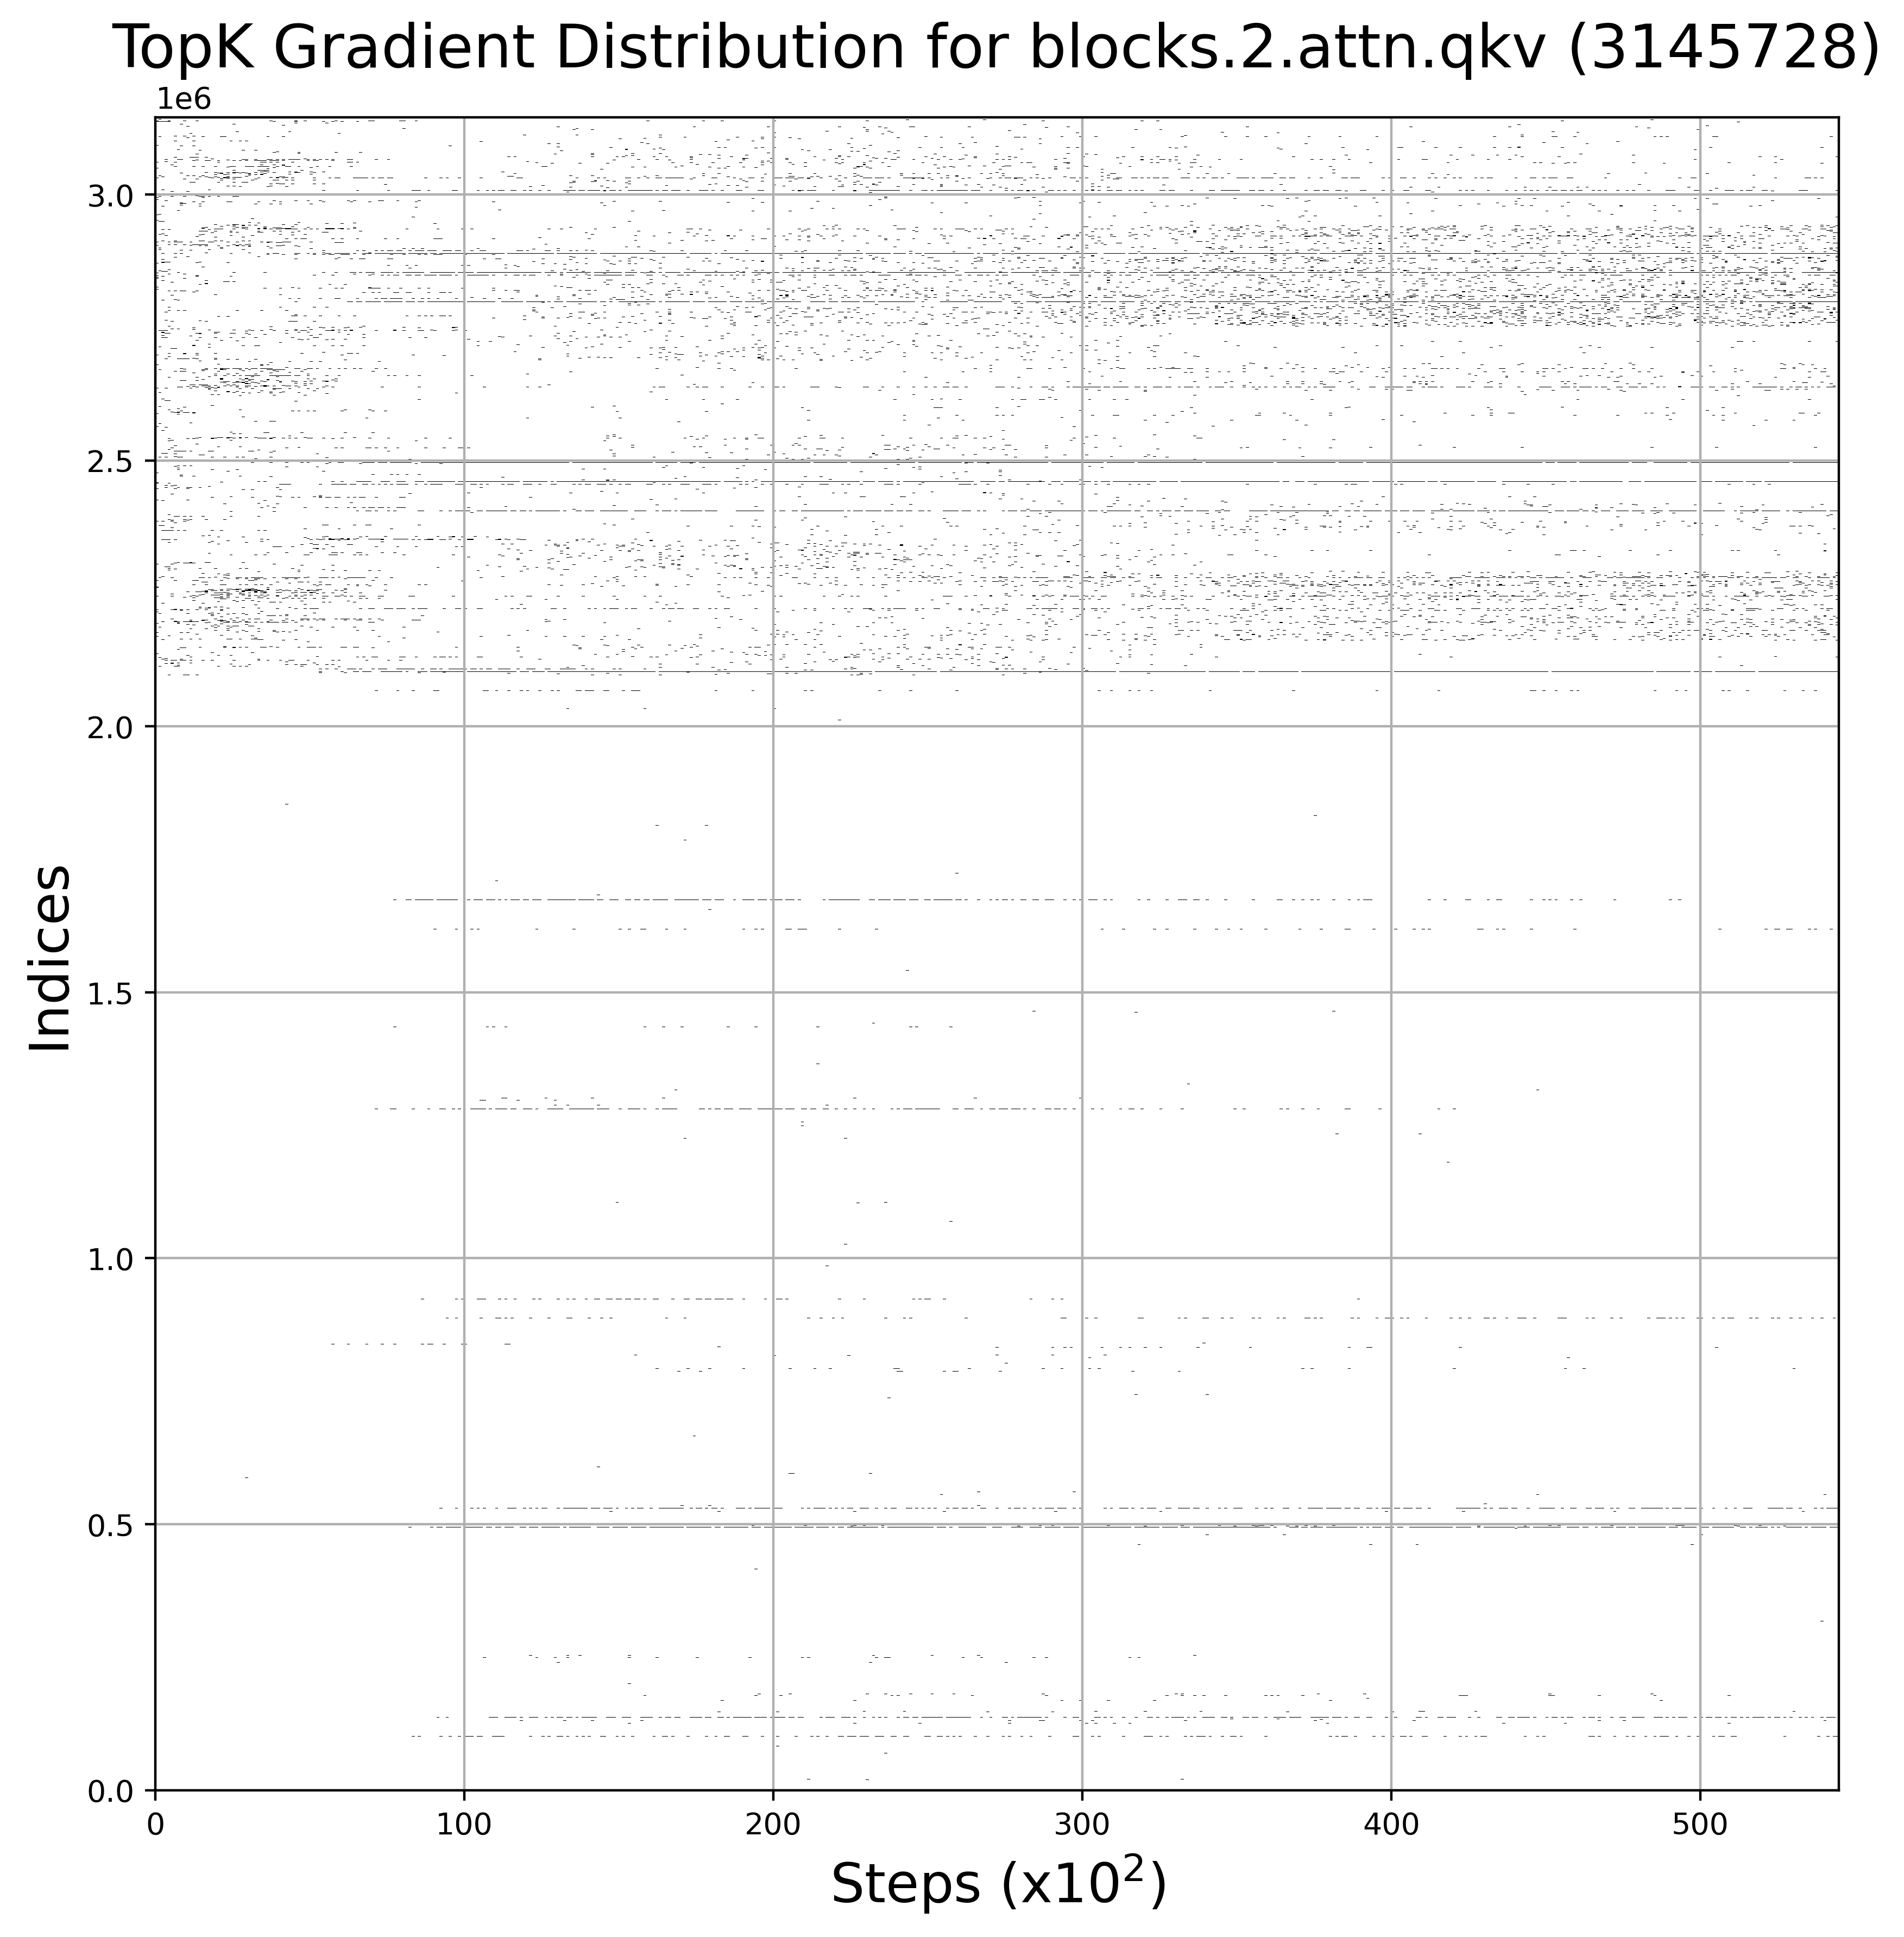 TopK Gradient Distribution for blocks.2.attn.qkv (3145728)
1e6
3.0
2.5
2.0
1.5
1.0
0.5
0.0
Indices
0 100 200 300 400 500
Steps (x10²)